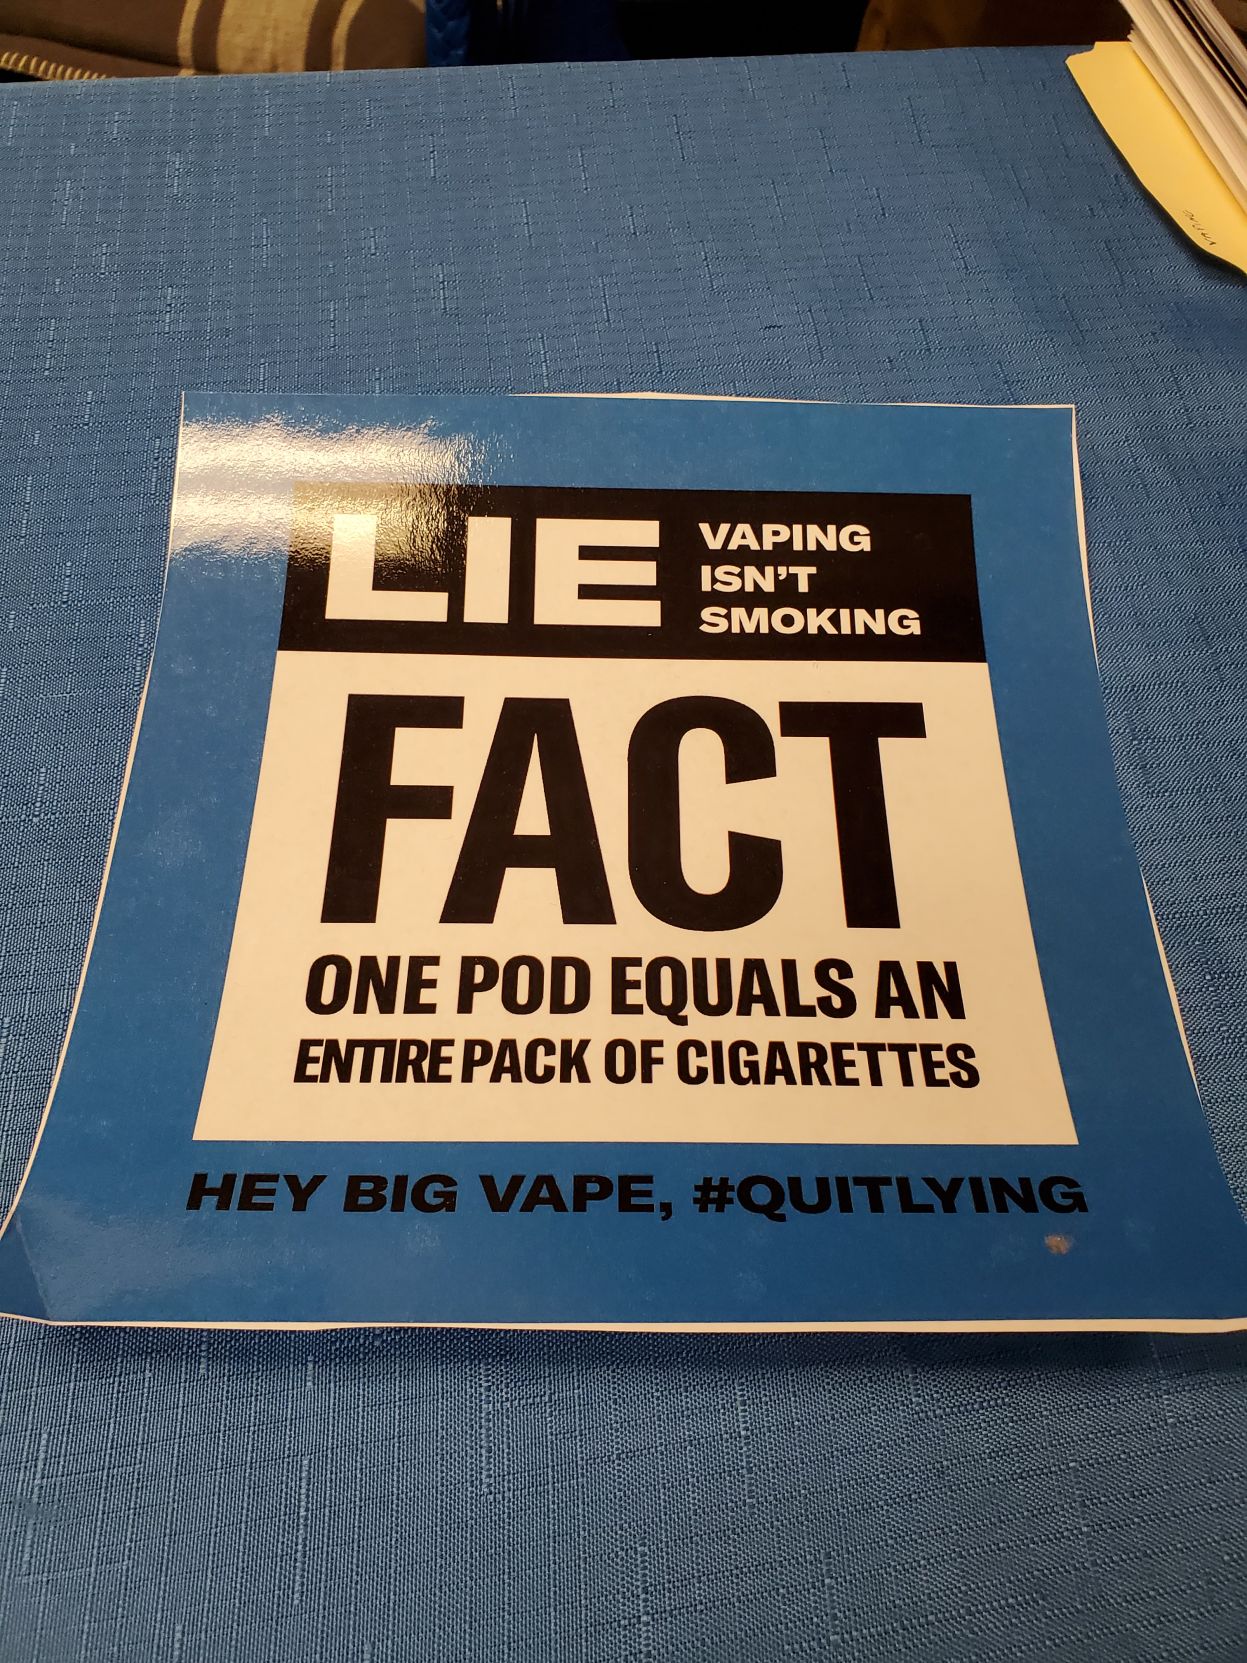 LIE
VAPING
ISN'T
SMOKING
FACT
ONE POD EQUALS AN
ENTIRE PACK OF CIGARETTES
HEY BIG VAPE, #QUITLYING